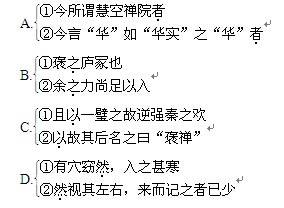 A. ①今所谓慧空禅院者
②今言“华”如“华实”之“华”者
B. ①褒之庐冢也
②余之力尚足以入
C. ①且以一璧之故逆强秦之欢
②以故其后名之曰“褒禅”
D. ①有穴窈然，入之甚寒
②然视其左右，来而记之者已少